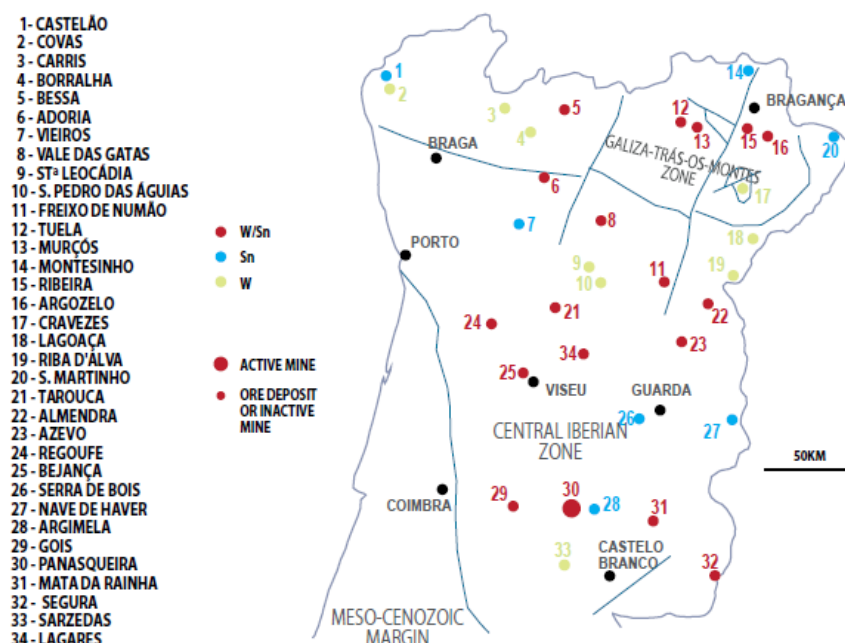 1- CASTELÃO
2 - COVAS
3 - CARRIS
4 - BORRALHA
5 - BESSA
6 - ADORIA
7 - VIEIROS
8 - VALE DAS GATAS
9 - STª LEOCÁDIA
10 - S. PEDRO DAS ÁGUIAS
11 - FREIXO DE NUMÃO
12 - TUELA
13 - MURÇÓS
14 - MONTESINHO
15 - RIBEIRA
16 - ARGOZELO
17 - CRAVEZES
18 - LAGOAÇA
19 - RIBA D'ÁLVA
20 - S. MARTINHO
21 - TAROUCA
22 - ALMENDRA
23 - AZEVO
24 - REGOUFE
25 - BEJANÇA
26 - SERRA DE BOIS
27 - NAVE DE HAVER
28 - ARGIMELA
29 - GOIS
30 - PANASQUEIRA
31 - MATA DA RAINHA
32 - SEGURA
33 - SARZEDAS
34 - LAGARES
W/Sn
Sn
W
ACTIVE MINE
ORE DEPOSIT
OR INACTIVE
MINE
1
2
3
4
5
12
13
14
BRAGANÇA
15
16
20
BRAGA
GALIZA-TRÁS-OS-MONTES
ZONE
6
17
7
8
18
PORTO
9
10
11
19
21
22
24
23
34
25
VISEU
GUARDA
26
27
CENTRAL IBERIAN
ZONE
50KM
COIMBRA
29
30
28
31
33
CASTELO
BRANCO
32
MESO-CENOZOIC
MARGIN